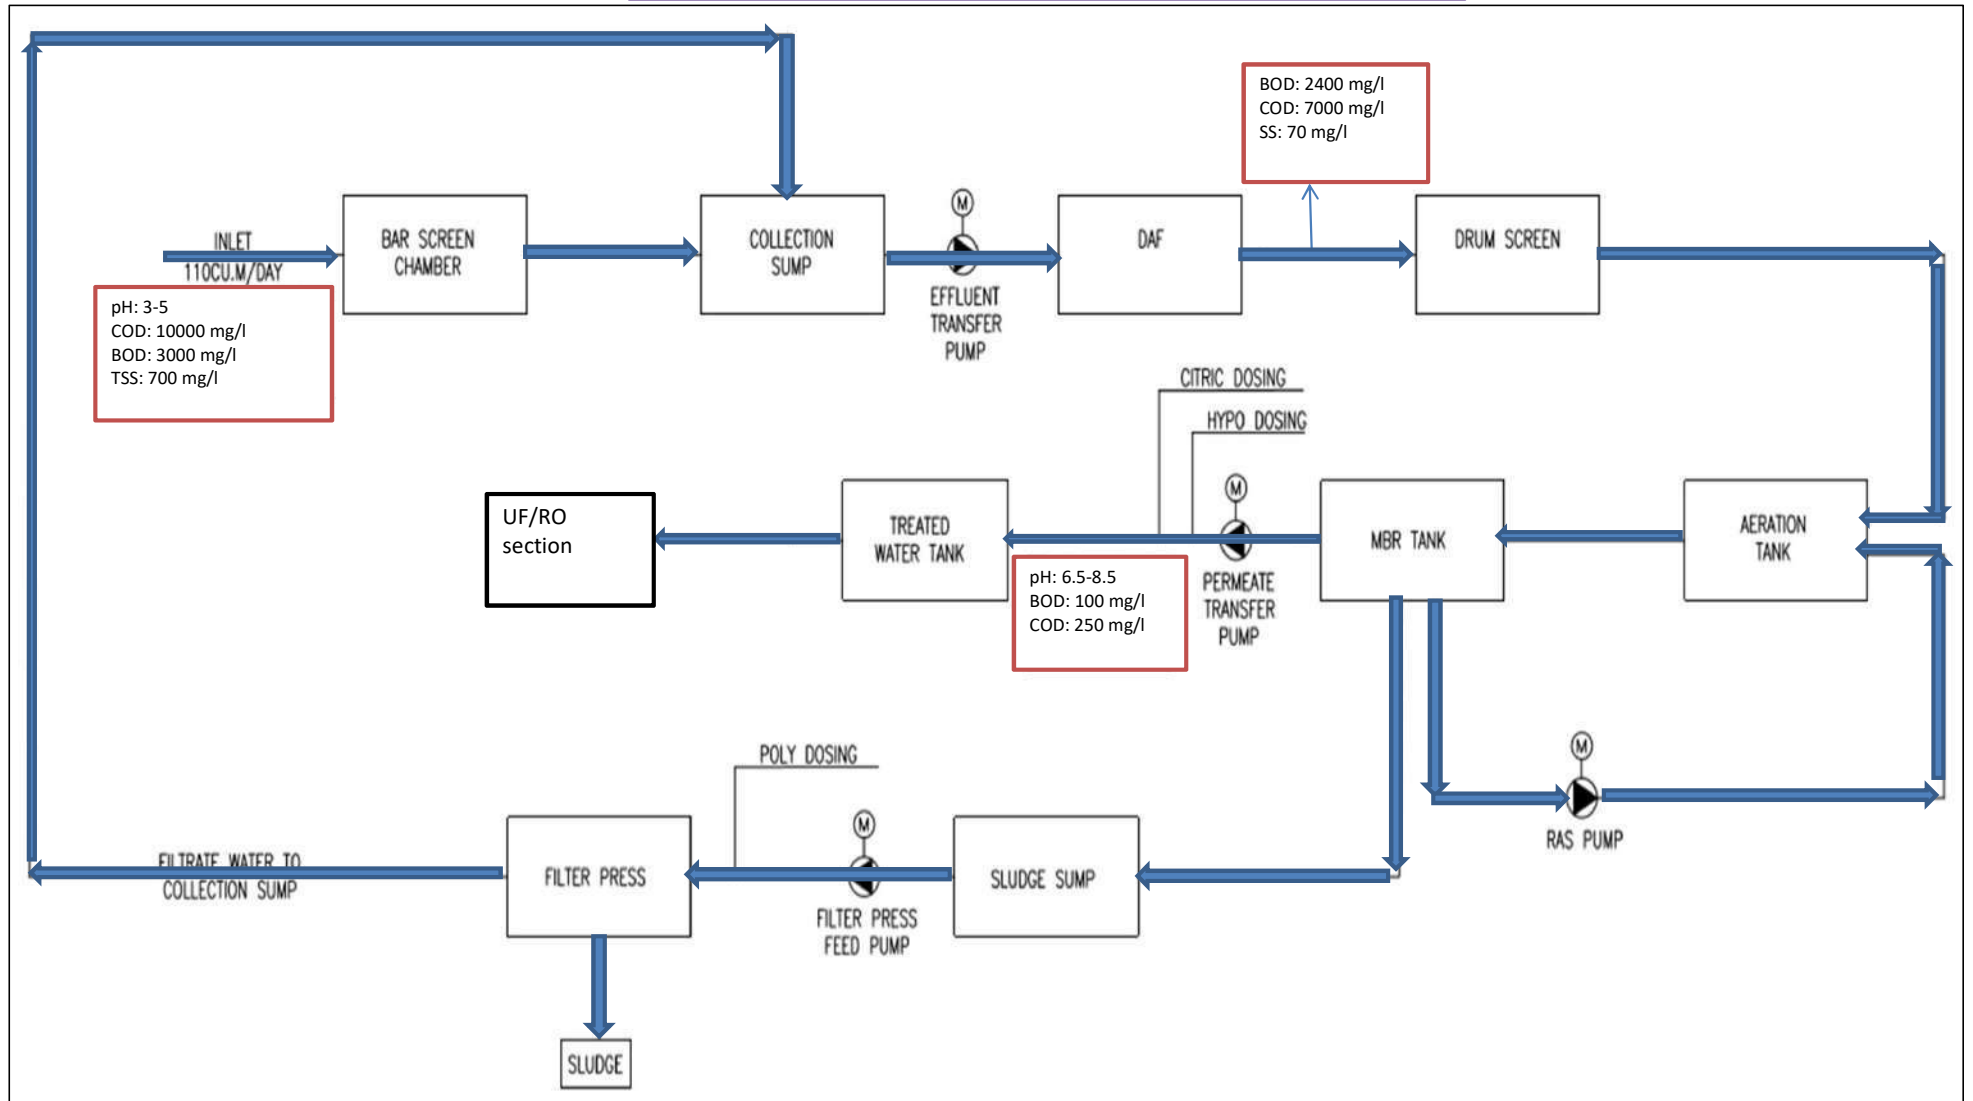 BOD: 2400 mg/l
COD: 7000 mg/l
SS: 70 mg/l
INLET
110CU.M/DAY
BAR SCREEN
CHAMBER
COLLECTION
SUMP
M
EFFLUENT
TRANSFER
PUMP
DAF
DRUM SCREEN
pH: 3-5
COD: 10000 mg/l
BOD: 3000 mg/l
TSS: 700 mg/l
CITRIC DOSING
HYPO DOSING
UF/RO
section
TREATED
WATER TANK
M
PERMEATE
TRANSFER
PUMP
MBR TANK
AERATION
TANK
pH: 6.5-8.5
BOD: 100 mg/l
COD: 250 mg/l
POLY DOSING
M
RAS PUMP
FILTRATE WATER TO
COLLECTION SUMP
FILTER PRESS
M
FILTER PRESS
FEED PUMP
SLUDGE SUMP
SLUDGE